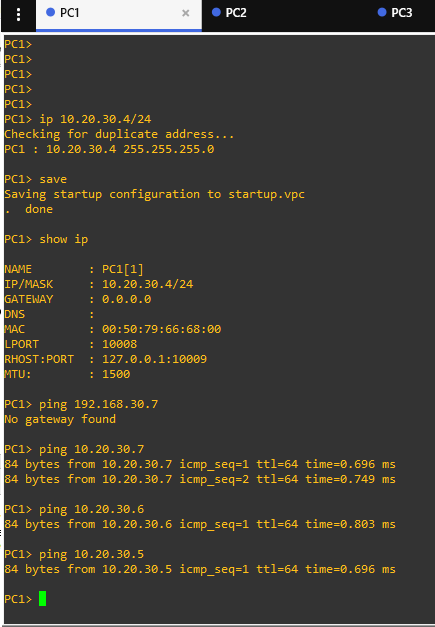 PC1
PC2
PC3
PC1>
PC1>
PC1>
PC1>
PC1>
PC1> ip 10.20.30.4/24
Checking for duplicate address...
PC1 : 10.20.30.4 255.255.255.0
PC1> save
Saving startup configuration to startup.vpc
.  done
PC1> show ip
NAME        : PC1[1]
IP/MASK     : 10.20.30.4/24
GATEWAY     : 0.0.0.0
DNS         :
MAC         : 00:50:79:66:68:00
LPORT       : 10008
RHOST:PORT  : 127.0.0.1:10009
MTU:        : 1500
PC1> ping 192.168.30.7
No gateway found
PC1> ping 10.20.30.7
84 bytes from 10.20.30.7 icmp_seq=1 ttl=64 time=0.696 ms
84 bytes from 10.20.30.7 icmp_seq=2 ttl=64 time=0.749 ms
PC1> ping 10.20.30.6
84 bytes from 10.20.30.6 icmp_seq=1 ttl=64 time=0.803 ms
PC1> ping 10.20.30.5
84 bytes from 10.20.30.5 icmp_seq=1 ttl=64 time=0.696 ms
PC1>